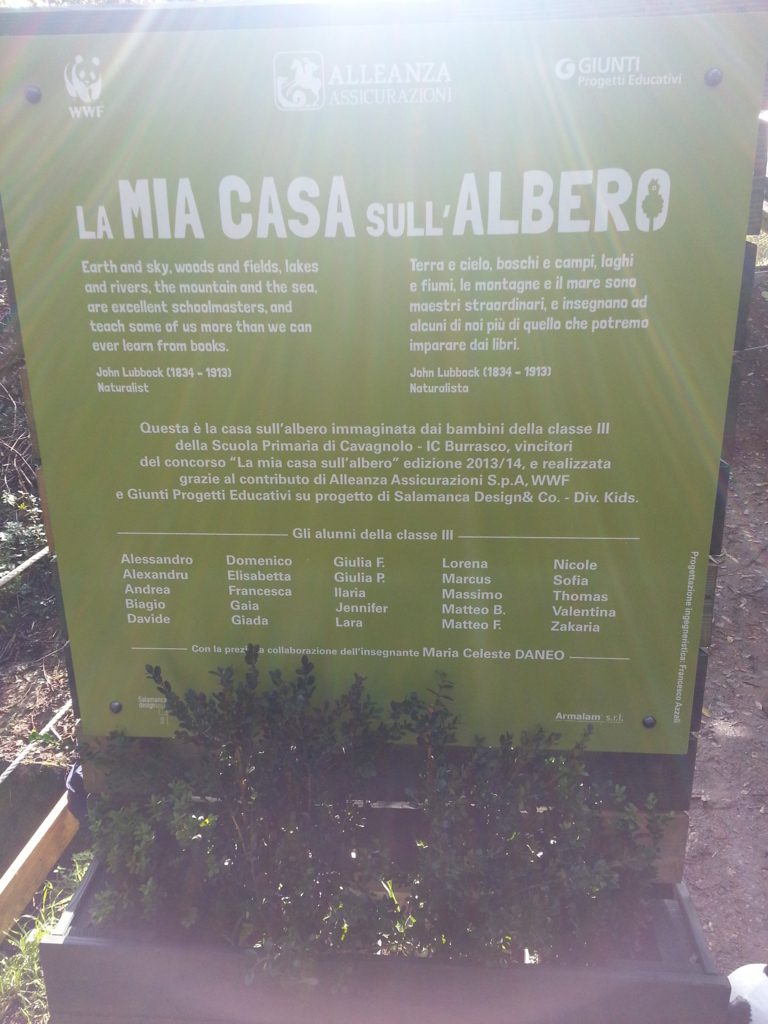 WWF
ALLEANZA
ASSICURAZIONI
GIUNTI
Progetti Educativi
LA MIA CASA SULL'ALBERO
Earth and sky, woods and fields, lakes
and rivers, the mountain and the sea,
are excellent schoolmasters, and
teach some of us more than we can
ever learn from books.
John Lubbock (1834 - 1913)
Naturalist
Terra e cielo, boschi e campi, laghi
e fiumi, le montagne e il mare sono
maestri straordinari, e insegnano ad
alcuni di noi più di quello che potremo
imparare dai libri.
John Lubbock (1834 - 1913)
Naturalista
Questa è la casa sull'albero immaginata dai bambini della classe III
della Scuola Primaria di Cavagnolo - IC Burrasco, vincitori
del concorso "La mia casa sull'albero" edizione 2013/14, e realizzata
grazie al contributo di Alleanza Assicurazioni S.p.A, WWF
e Giunti Progetti Educativi su progetto di Salamanca Design& Co. - Div. Kids.
Gli alunni della classe III
Alessandro
Alexandru
Andrea
Biagio
Davide
Domenico
Elisabetta
Francesca
Gaia
Giada
Giulia F.
Giulia P.
Ilaria
Jennifer
Lara
Lorena
Marcus
Massimo
Matteo B.
Matteo F.
Nicole
Sofia
Thomas
Valentina
Zakaria
Con la preziosa collaborazione dell'insegnante Maria Celeste DANEO
Progettazione ingegneristica: Francesco Azzali
Salamanca
design
Armalam s.r.l.